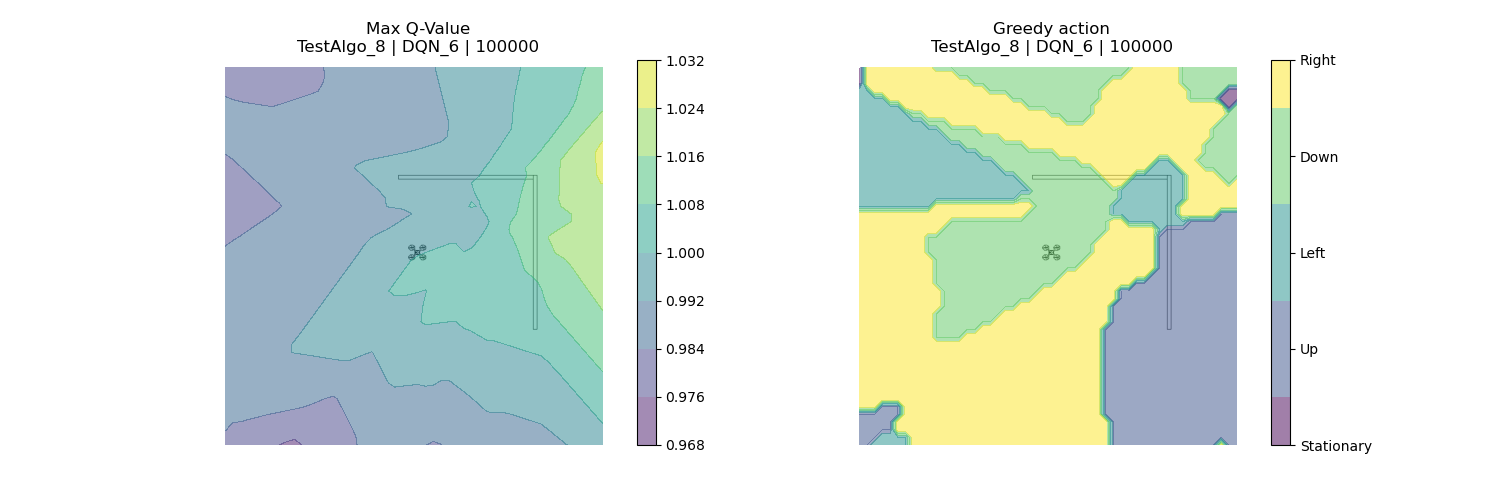 Max Q-Value
TestAlgo_8 | DQN_6 | 100000
1.032
1.024
1.016
1.008
1.000
0.992
0.984
0.976
0.968
Greedy action
TestAlgo_8 | DQN_6 | 100000
Right
Down
Left
Up
Stationary